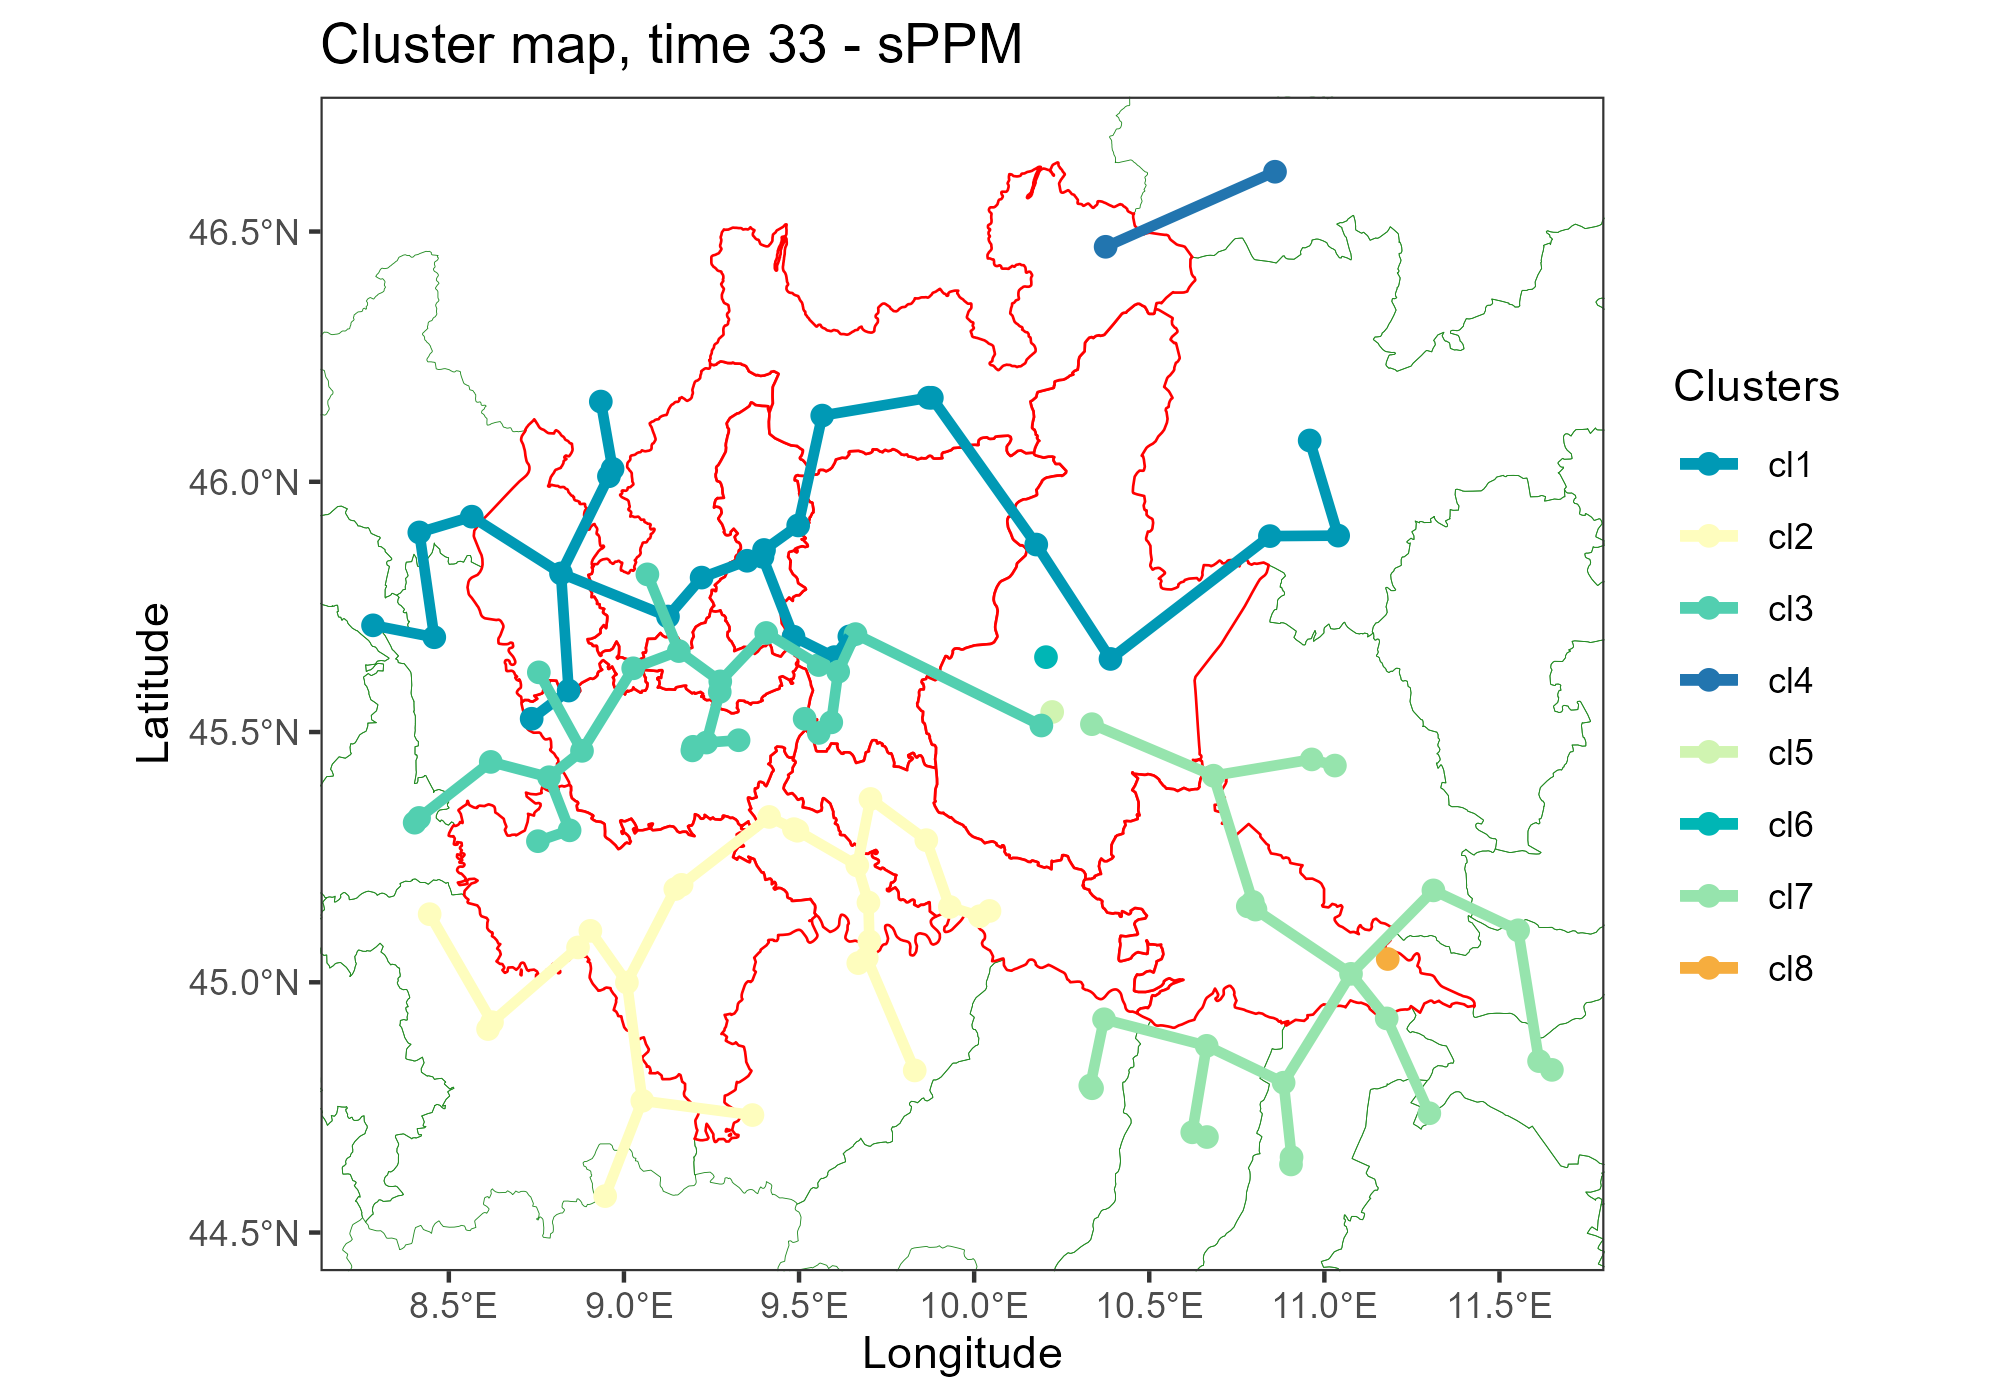 Cluster map, time 33 - sPPM
46.5°N
46.0°N
45.5°N
45.0°N
44.5°N
Latitude
8.5°E
9.0°E
9.5°E
10.0°E
10.5°E
11.0°E
11.5°E
Longitude
Clusters
cl1
cl2
cl3
cl4
cl5
cl6
cl7
cl8